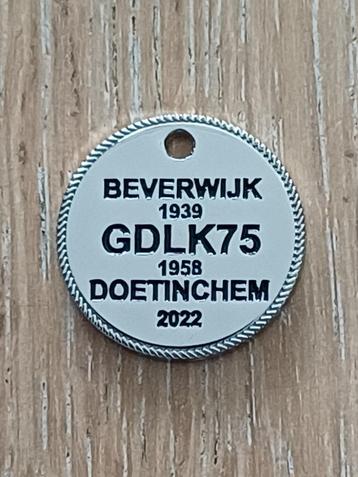 BEVERWIJK
1939
GDLK75
1958
DOETINCHEM
2022